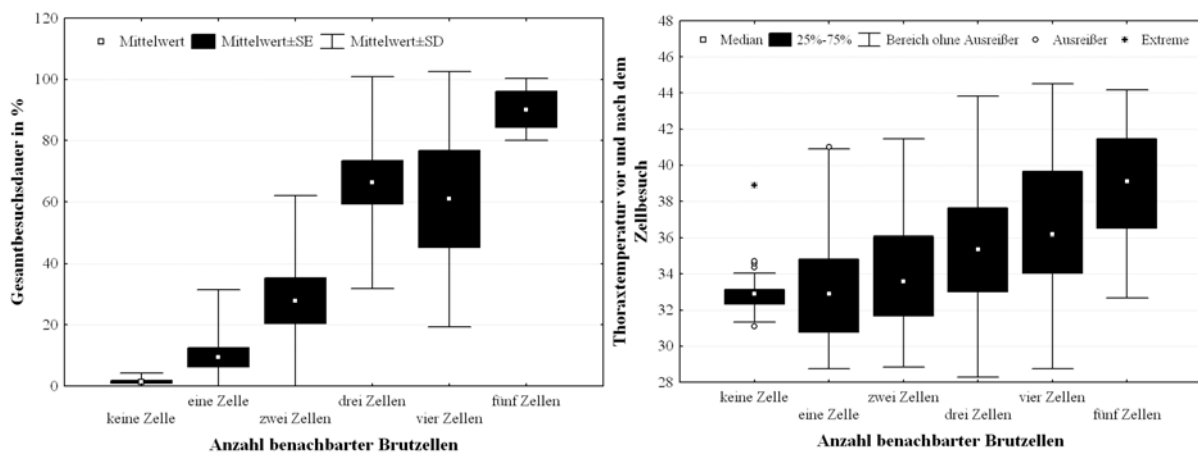 120
100
80
60
40
20
0
Mittelwert
Mittelwert±SE
Mittelwert±SD
Gesamtbesuchsdauer in %
keine Zelle
eine Zelle
zwei Zellen
drei Zellen
vier Zellen
fünf Zellen
Anzahl benachbarter Brutzellen
48
46
44
42
40
38
36
34
32
30
28
Median
25%-75%
Bereich ohne Ausreißer
Ausreißer
Extreme
Thoraxtemperatur vor und nach dem
Zellbesuch
keine Zelle
eine Zelle
zwei Zellen
drei Zellen
vier Zellen
fünf Zellen
Anzahl benachbarter Brutzellen